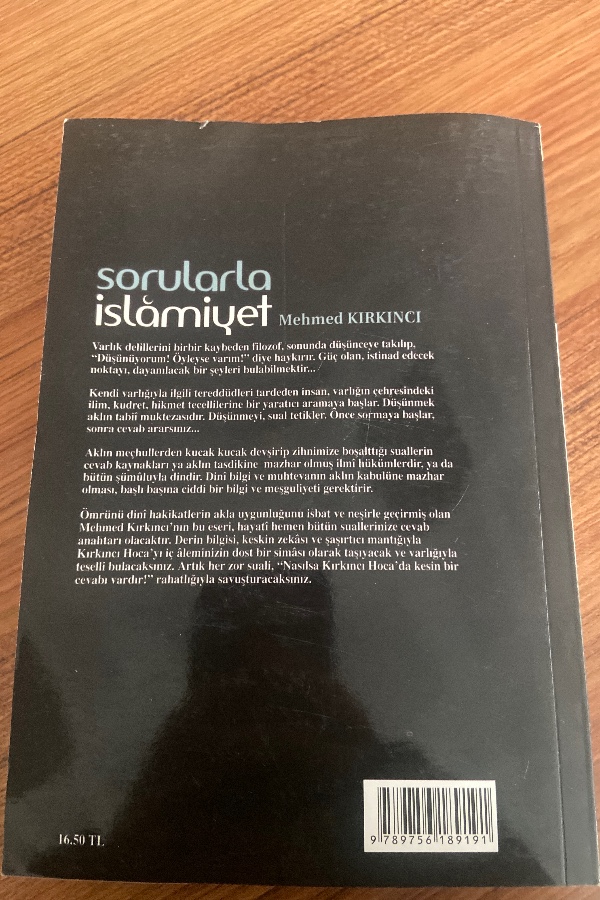 sorularla
islâmiyet Mehmed KIRKINCI
Varlık delillerini birbir kaybeden filozof, sonunda düşünceye takılıp,
“Düşünüyorum! Öyleyse varım!” diye haykırır. Güç olan, istinad edecek
noktayı, dayanılacak bir şeyleri bulabilmektir...
Kendi varlığıyla ilgili tereddüdleri tardeden insan, varlığın çehresindeki
ilim, kudret, hikmet tecellilerine bir yaratıcı aramaya başlar. Düşünmek
aklın tabiî muktezasıdır. Düşünmeyi, sual tetikler. Önce sormaya başlar,
sonra cevab ararsınız...
Aklın meçhullerden kucak kucak devşirip zihnimize boşalttığı suallerin
cevab kaynakları ya aklın tasdikine mazhar olmuş ilmî hükümlerdir, ya da
bütün şümûluyla dindir. Dinî bilgi ve muhtevanın aklın kabulüne mazhar
olması, başlı başına ciddi bir bilgi ve meşguliyeti gerektirir.
Ömrünü dinî hakikatlerin akla uygunluğunu isbat ve neşirle geçirmiş olan
Mehmed Kırkıncı’nın bu eseri, hayatî hemen bütün suallerinize cevab
anahtarı olacaktır. Derin bilgisi, keskin zekâsı ve şaşırtıcı mantığıyla
Kırkıncı Hoca’yı iç âleminizin dost bir siması olarak taşıyacak ve varlığıyla
teselli bulacaksınız. Artık her zor suali, “Nasılsa Kırkıncı Hoca’da kesin bir
cevabı vardır!” rahatlığıyla savuşturacaksınız.
16.50 TL
9 789756 189191